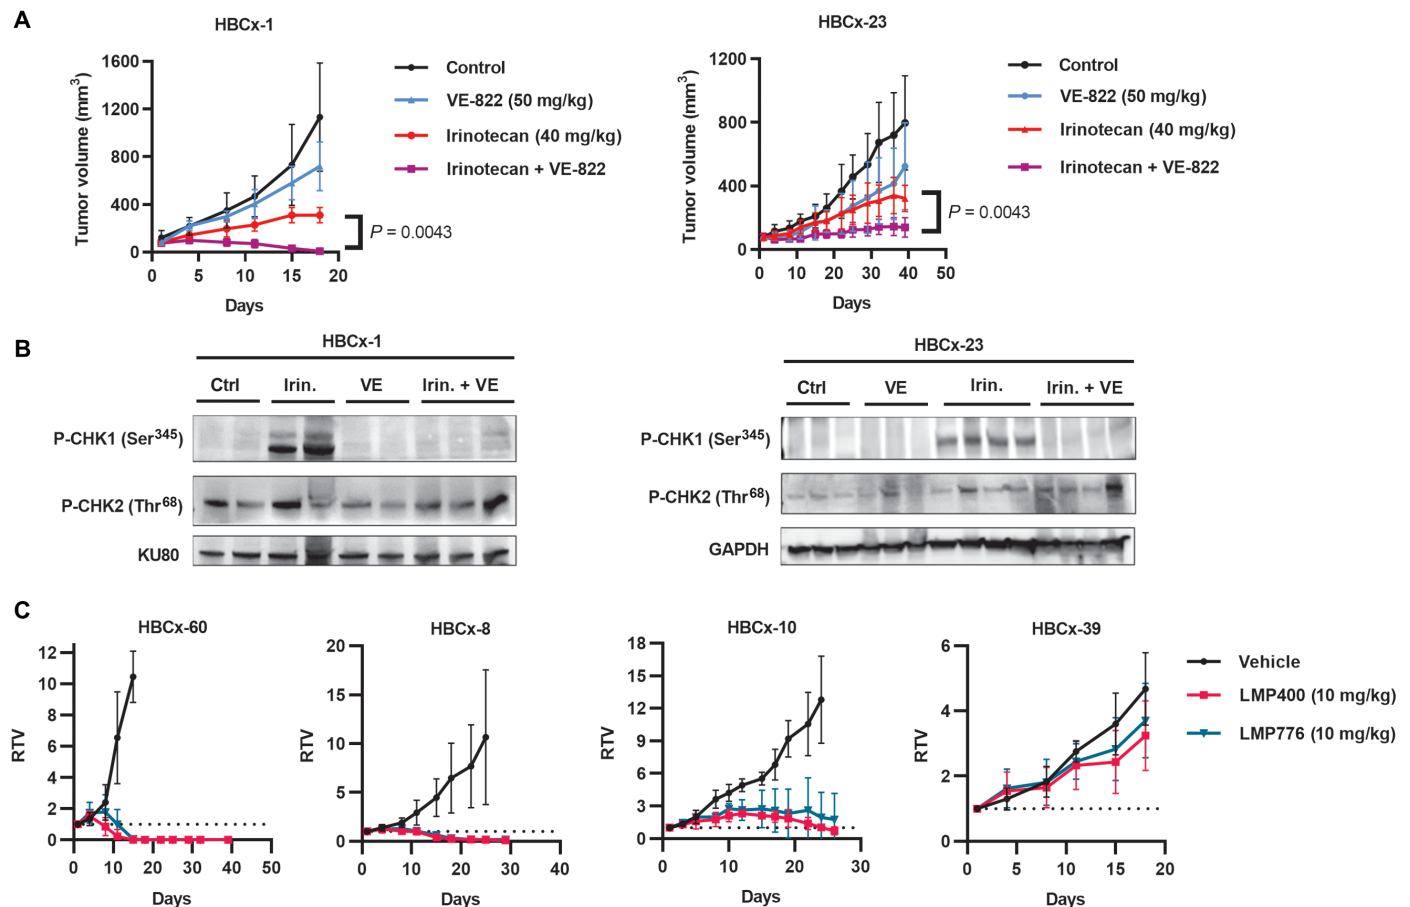 A
HBCx-1
Tumor volume (mm³)
1600
1200
800
400
0
0 5 10 15 20
Days
Control
VE-822 (50 mg/kg)
Irinotecan (40 mg/kg)
Irinotecan + VE-822
P = 0.0043
HBCx-23
Tumor volume (mm³)
1200
800
400
0
0 10 20 30 40 50
Days
Control
VE-822 (50 mg/kg)
Irinotecan (40 mg/kg)
Irinotecan + VE-822
P = 0.0043
B
HBCx-1
Ctrl Irin. VE Irin. + VE
P-CHK1 (Ser³⁴⁵)
P-CHK2 (Thr⁶⁸)
KU80
HBCx-23
Ctrl VE Irin. Irin. + VE
P-CHK1 (Ser³⁴⁵)
P-CHK2 (Thr⁶⁸)
GAPDH
C
HBCx-60
RTV
12
10
8
6
4
2
0
0 10 20 30 40 50
Days
HBCx-8
RTV
20
15
10
5
0
0 10 20 30 40
Days
HBCx-10
RTV
18
15
12
9
6
3
0
0 10 20 30
Days
HBCx-39
RTV
6
4
2
0
0 5 10 15 20
Days
Vehicle
LMP400 (10 mg/kg)
LMP776 (10 mg/kg)